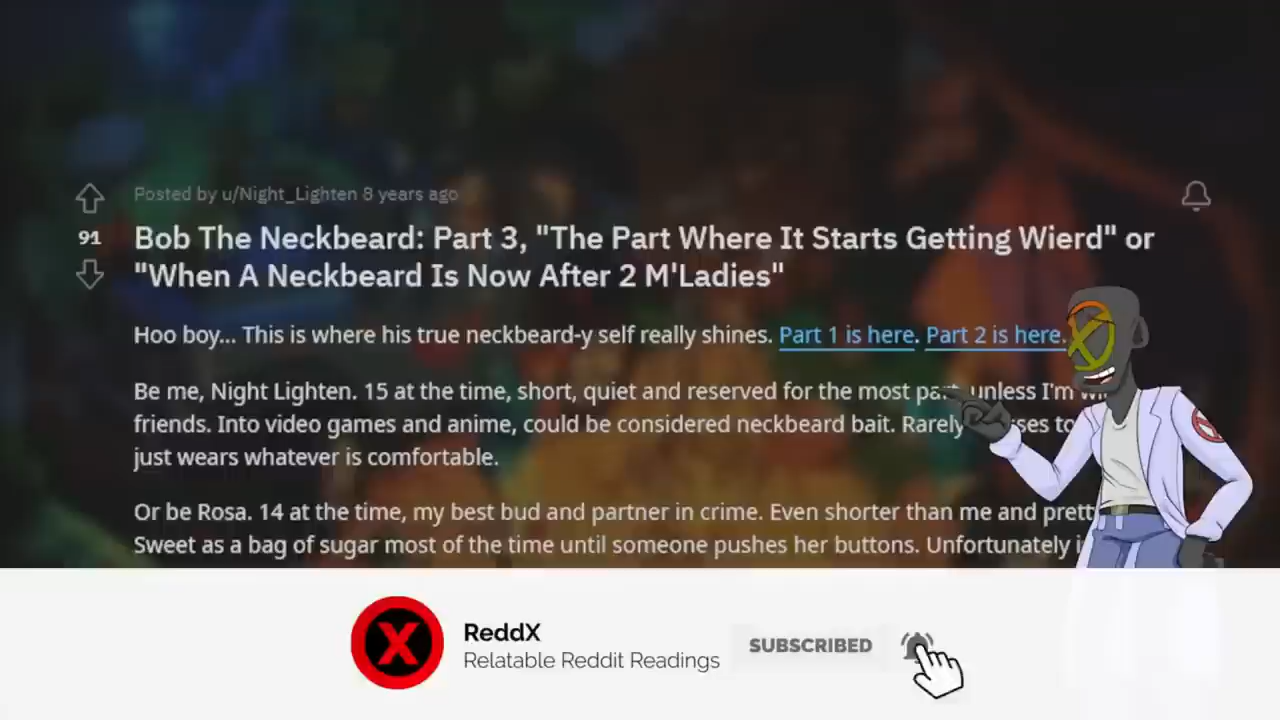 Posted by u/Night_Lighten 8 years ago
91
Bob The Neckbeard: Part 3, "The Part Where It Starts Getting Wierd" or
"When A Neckbeard Is Now After 2 M'Ladies"
Hoo boy... This is where his true neckbeard-y self really shines. Part 1 is here. Part 2 is here.
Be me, Night Lighten. 15 at the time, short, quiet and reserved for the most unless I'm
friends. Into video games and anime, could be considered neckbeard bait. Rarely
just wears whatever is comfortable.
Or be Rosa. 14 at the time, my best bud and partner in crime. Even shorter than me and
Sweet as a bag of sugar most of the time until someone pushes her buttons. Unfortunately
X
ReddX
Relatable Reddit Readings
SUBSCRIBED